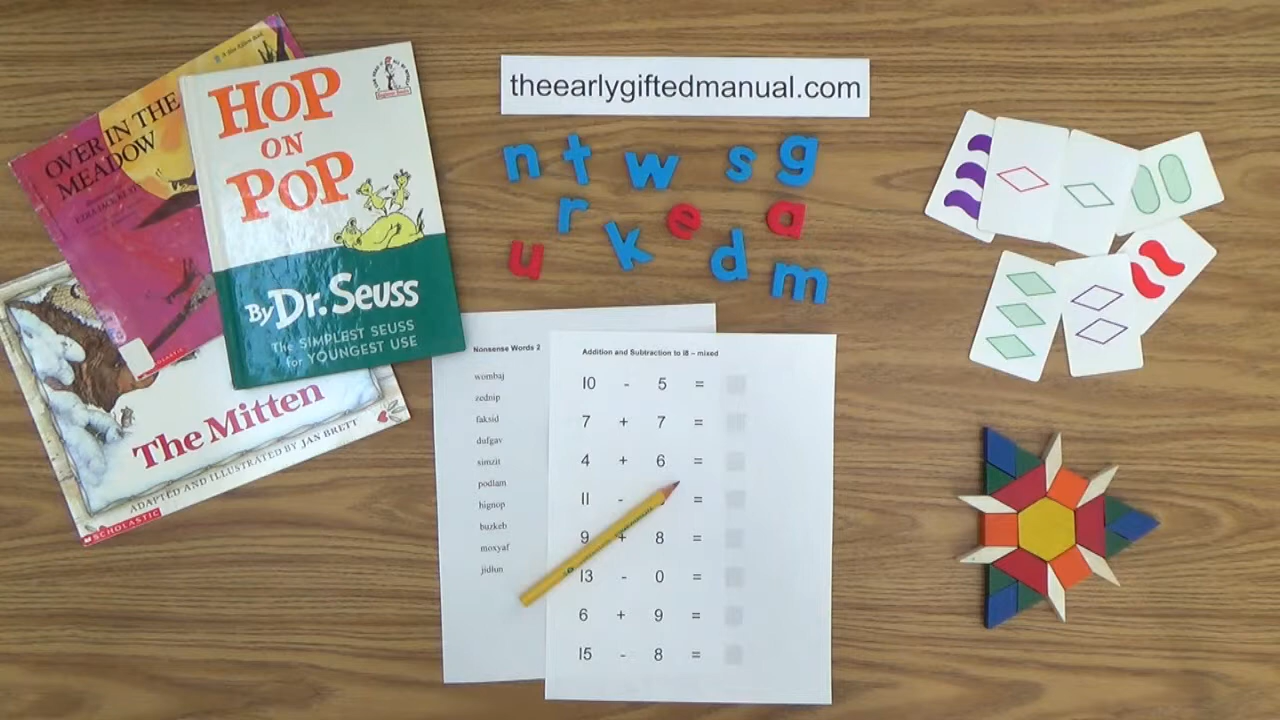 theearlygiftedmanual.com
OVER IN THE
MEADOW
HOP
ON
POP
By Dr. Seuss
The SIMPLEST SEUSS
for YOUNGEST USE
The Mitten
ADAPTED AND ILLUSTRATED BY JAN BRETT
SCHOLASTIC
n t w s g
r k e a
u d m
Nonsense Words 2
wombaj
zednip
faksid
dufgav
simzit
podlam
hignop
buzkeb
moxyaf
jidlun
Addition and Subtraction to 18 – mixed
10 - 5 =
7 + 7 =
4 + 6 =
11 - =
9 + 8 =
13 - 0 =
6 + 9 =
15 - 8 =